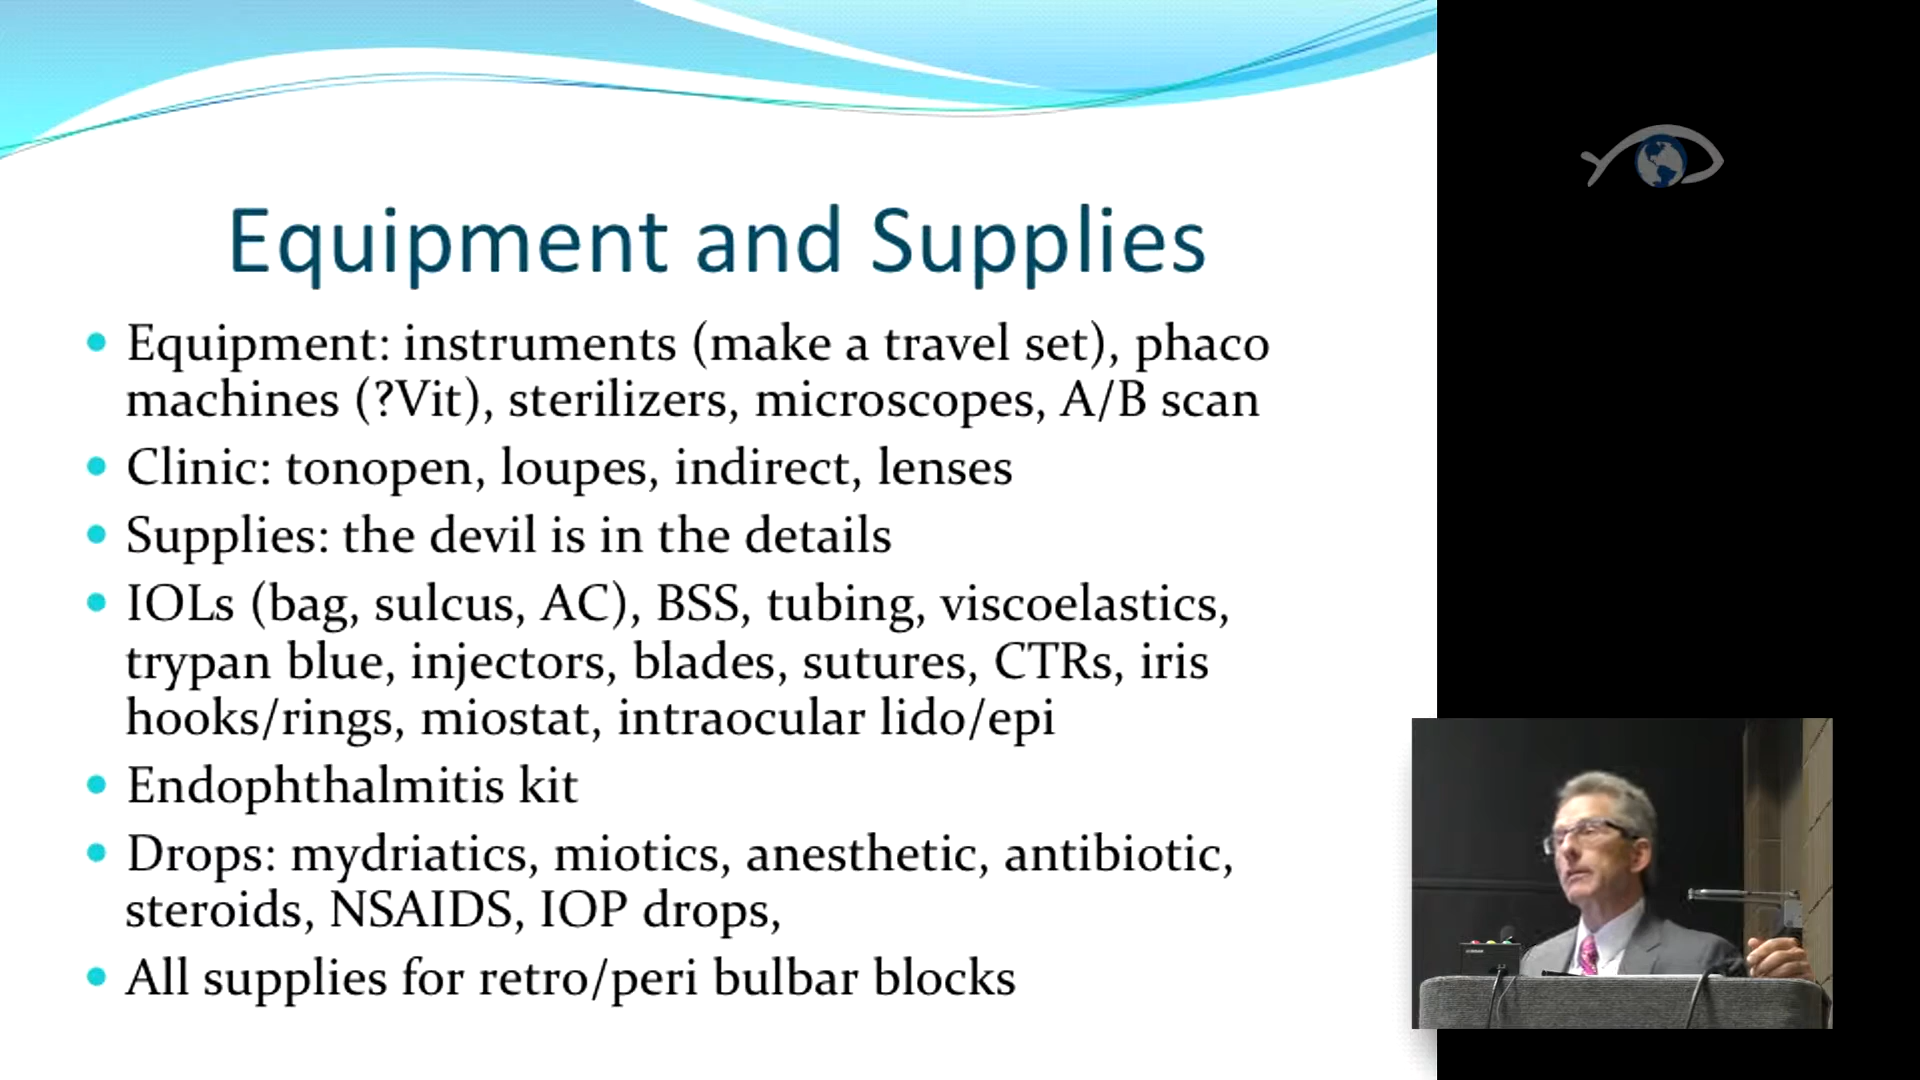 Equipment and Supplies
Equipment: instruments (make a travel set), phaco
machines (?Vit), sterilizers, microscopes, A/B scan
Clinic: tonopen, loupes, indirect, lenses
Supplies: the devil is in the details
IOLs (bag, sulcus, AC), BSS, tubing, viscoelastics,
trypan blue, injectors, blades, sutures, CTRs, iris
hooks/rings, miostat, intraocular lido/epi
Endophthalmitis kit
Drops: mydriatics, miotics, anesthetic, antibiotic,
steroids, NSAIDS, IOP drops,
All supplies for retro/peri bulbar blocks